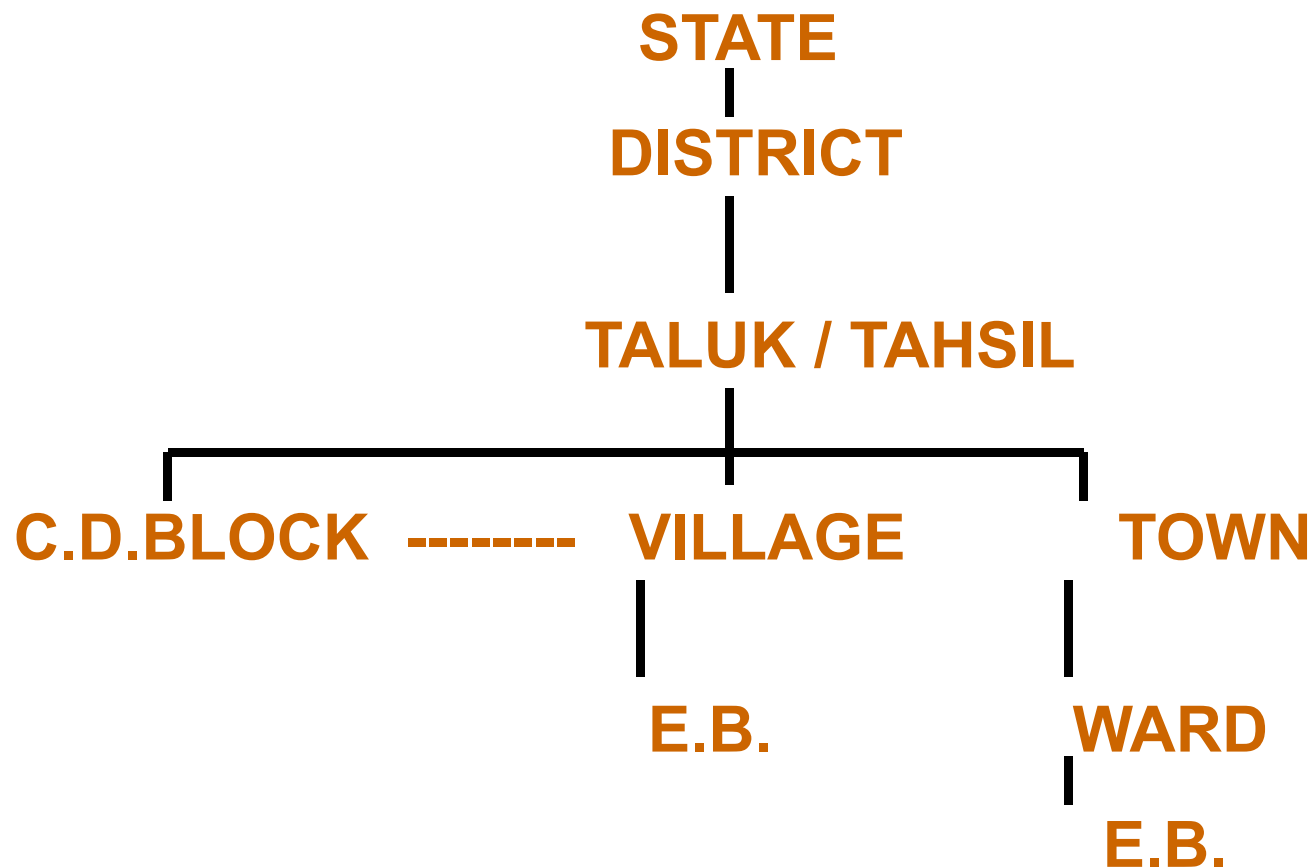 STATE
DISTRICT
TALUK / TAHSIL
C.D.BLOCK -------- VILLAGE TOWN
E.B. WARD
E.B.